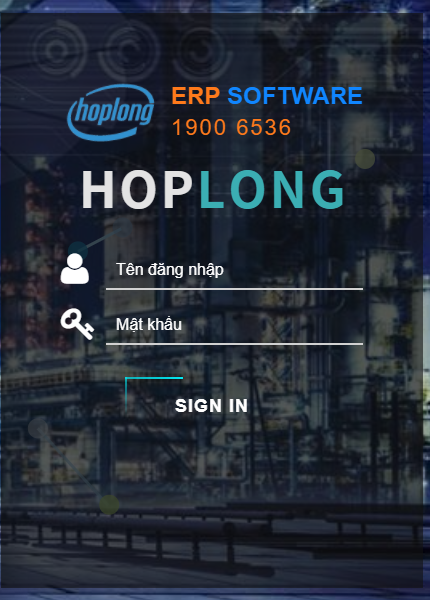 hoplong
ERP SOFTWARE
1900 6536
HOPLONG
Tên đăng nhập
Mật khẩu
SIGN IN